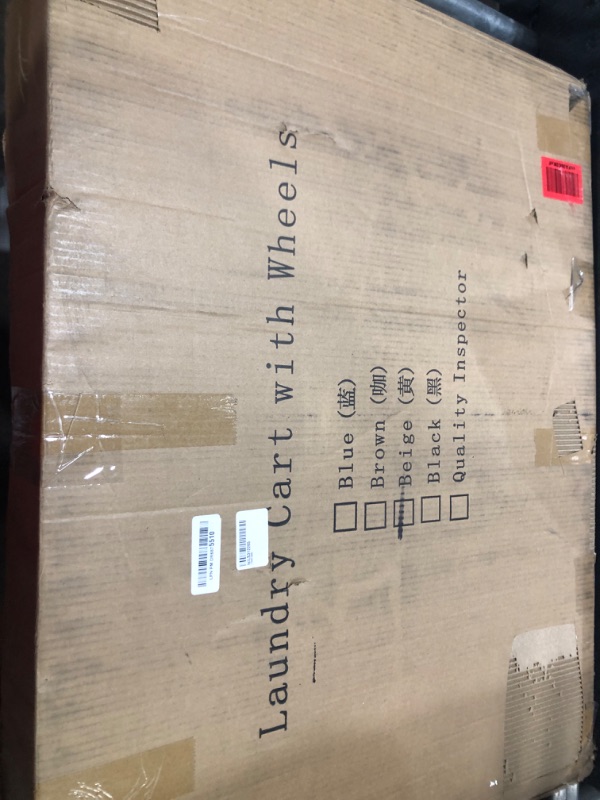 Laundry Cart with Wheels
Blue (蓝)
Brown (咖)
Beige (黄)
Black (黑)
Quality Inspector